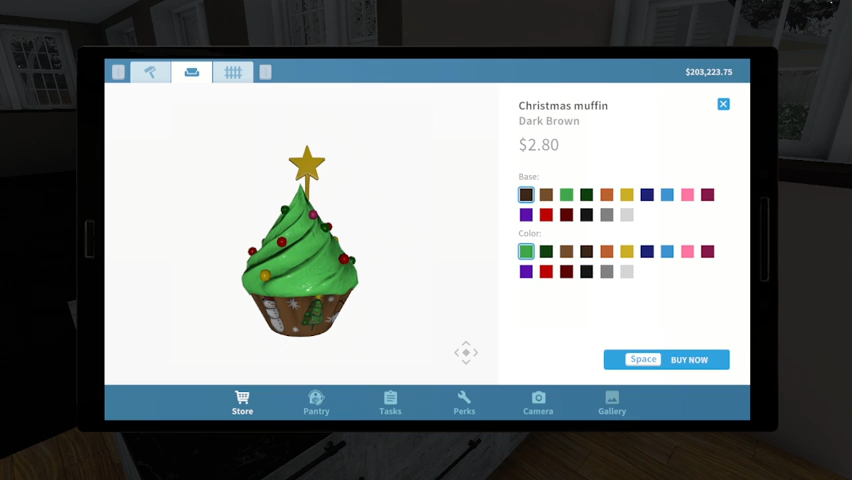 $203,223.75
Christmas muffin
Dark Brown
$2.80
Base:
Color:
Space BUY NOW
Store Pantry Tasks Perks Camera Gallery